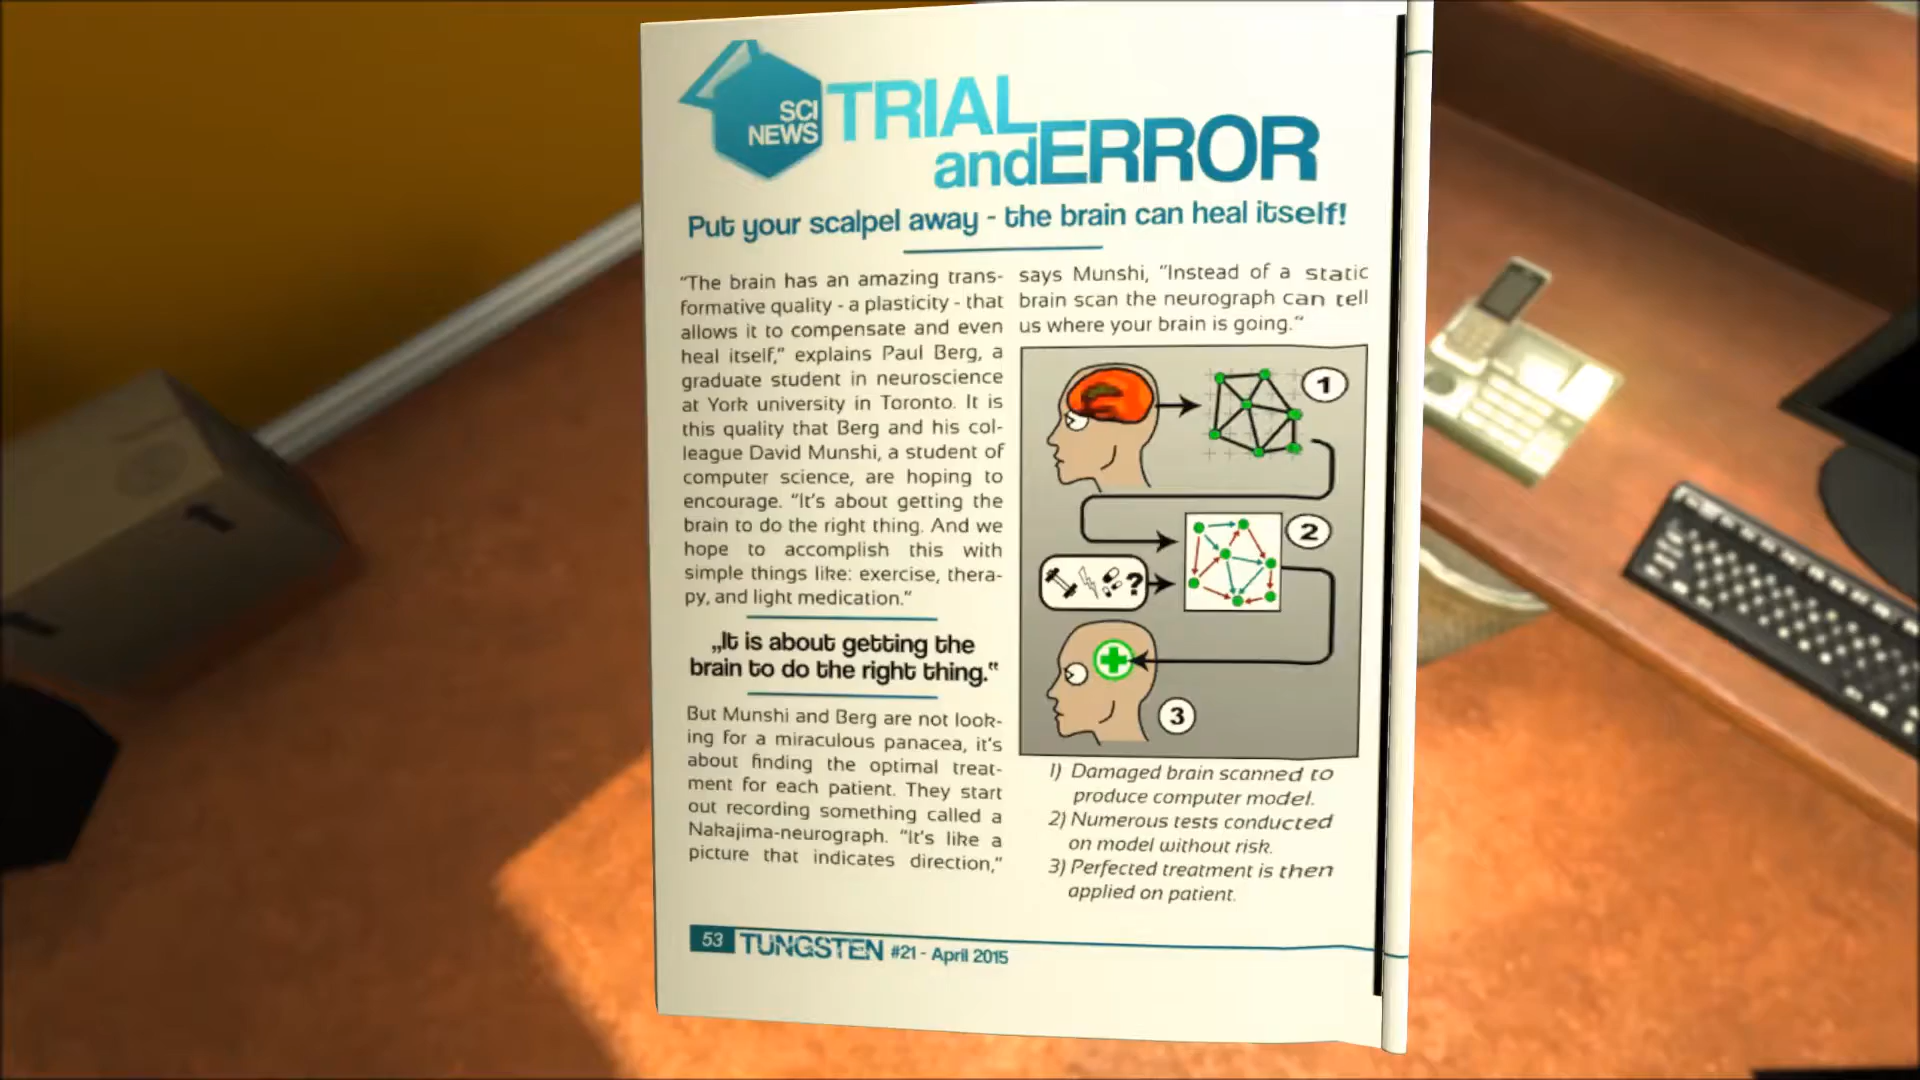 SCI
NEWS
TRIAL
andERROR
Put your scalpel away - the brain can heal itself!
“The brain has an amazing trans-
formative quality - a plasticity - that
allows it to compensate and even
heal itself,” explains Paul Berg, a
graduate student in neuroscience
at York university in Toronto. It is
this quality that Berg and his col-
league David Munshi, a student of
computer science, are hoping to
encourage. “It's about getting the
brain to do the right thing. And we
hope to accomplish this with
simple things like: exercise, thera-
py, and light medication.”
„It is about getting the
brain to do the right thing.“
But Munshi and Berg are not look-
ing for a miraculous panacea, it's
about finding the optimal treat-
ment for each patient. They start
out recording something called a
Nakajima-neurograph. “It's like a
picture that indicates direction,”
says Munshi, “Instead of a static
brain scan the neurograph can tell
us where your brain is going.”
1
2
?
3
1) Damaged brain scanned to
produce computer model.
2) Numerous tests conducted
on model without risk.
3) Perfected treatment is then
applied on patient.
53 TUNGSTEN #21 - April 2015